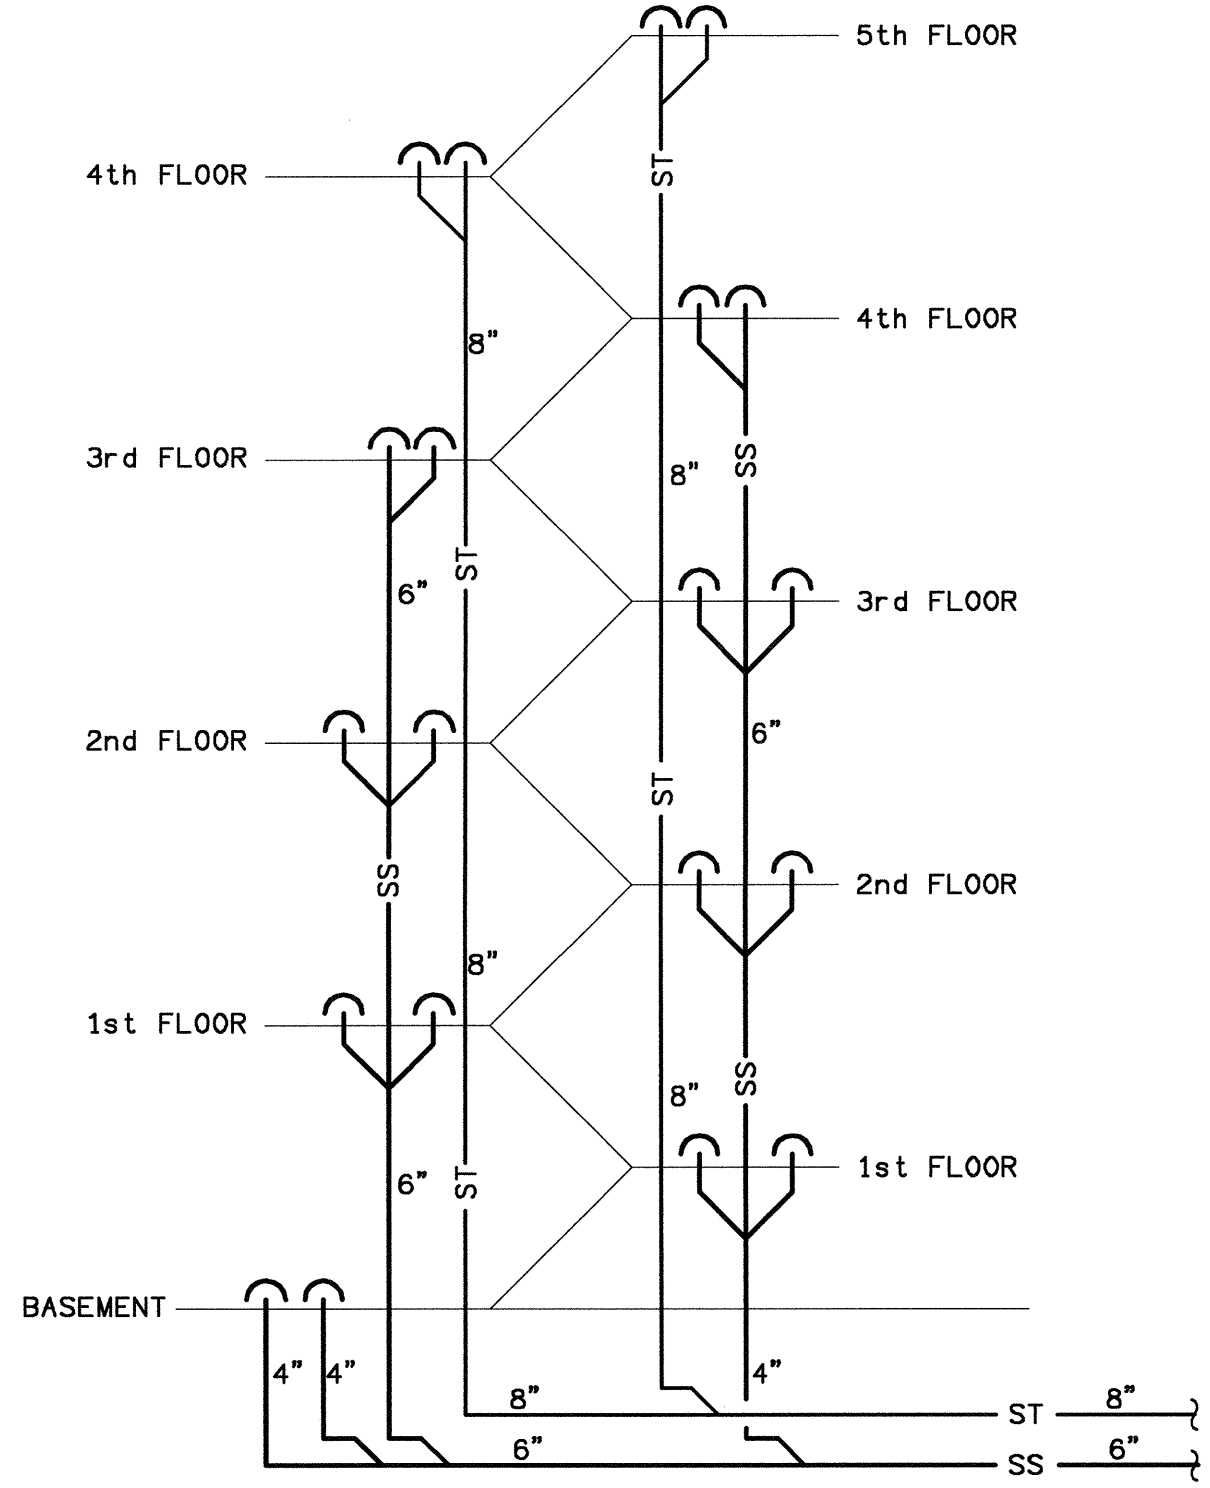 5th FLOOR
ST
4th FLOOR
4th FLOOR
8"
3rd FLOOR
SS
8"
ST
6"
3rd FLOOR
6"
2nd FLOOR
ST
SS
2nd FLOOR
8"
1st FLOOR
SS
8"
1st FLOOR
6"
ST
BASEMENT
4" 4" 4"
8" 8"
ST
6" 6"
SS